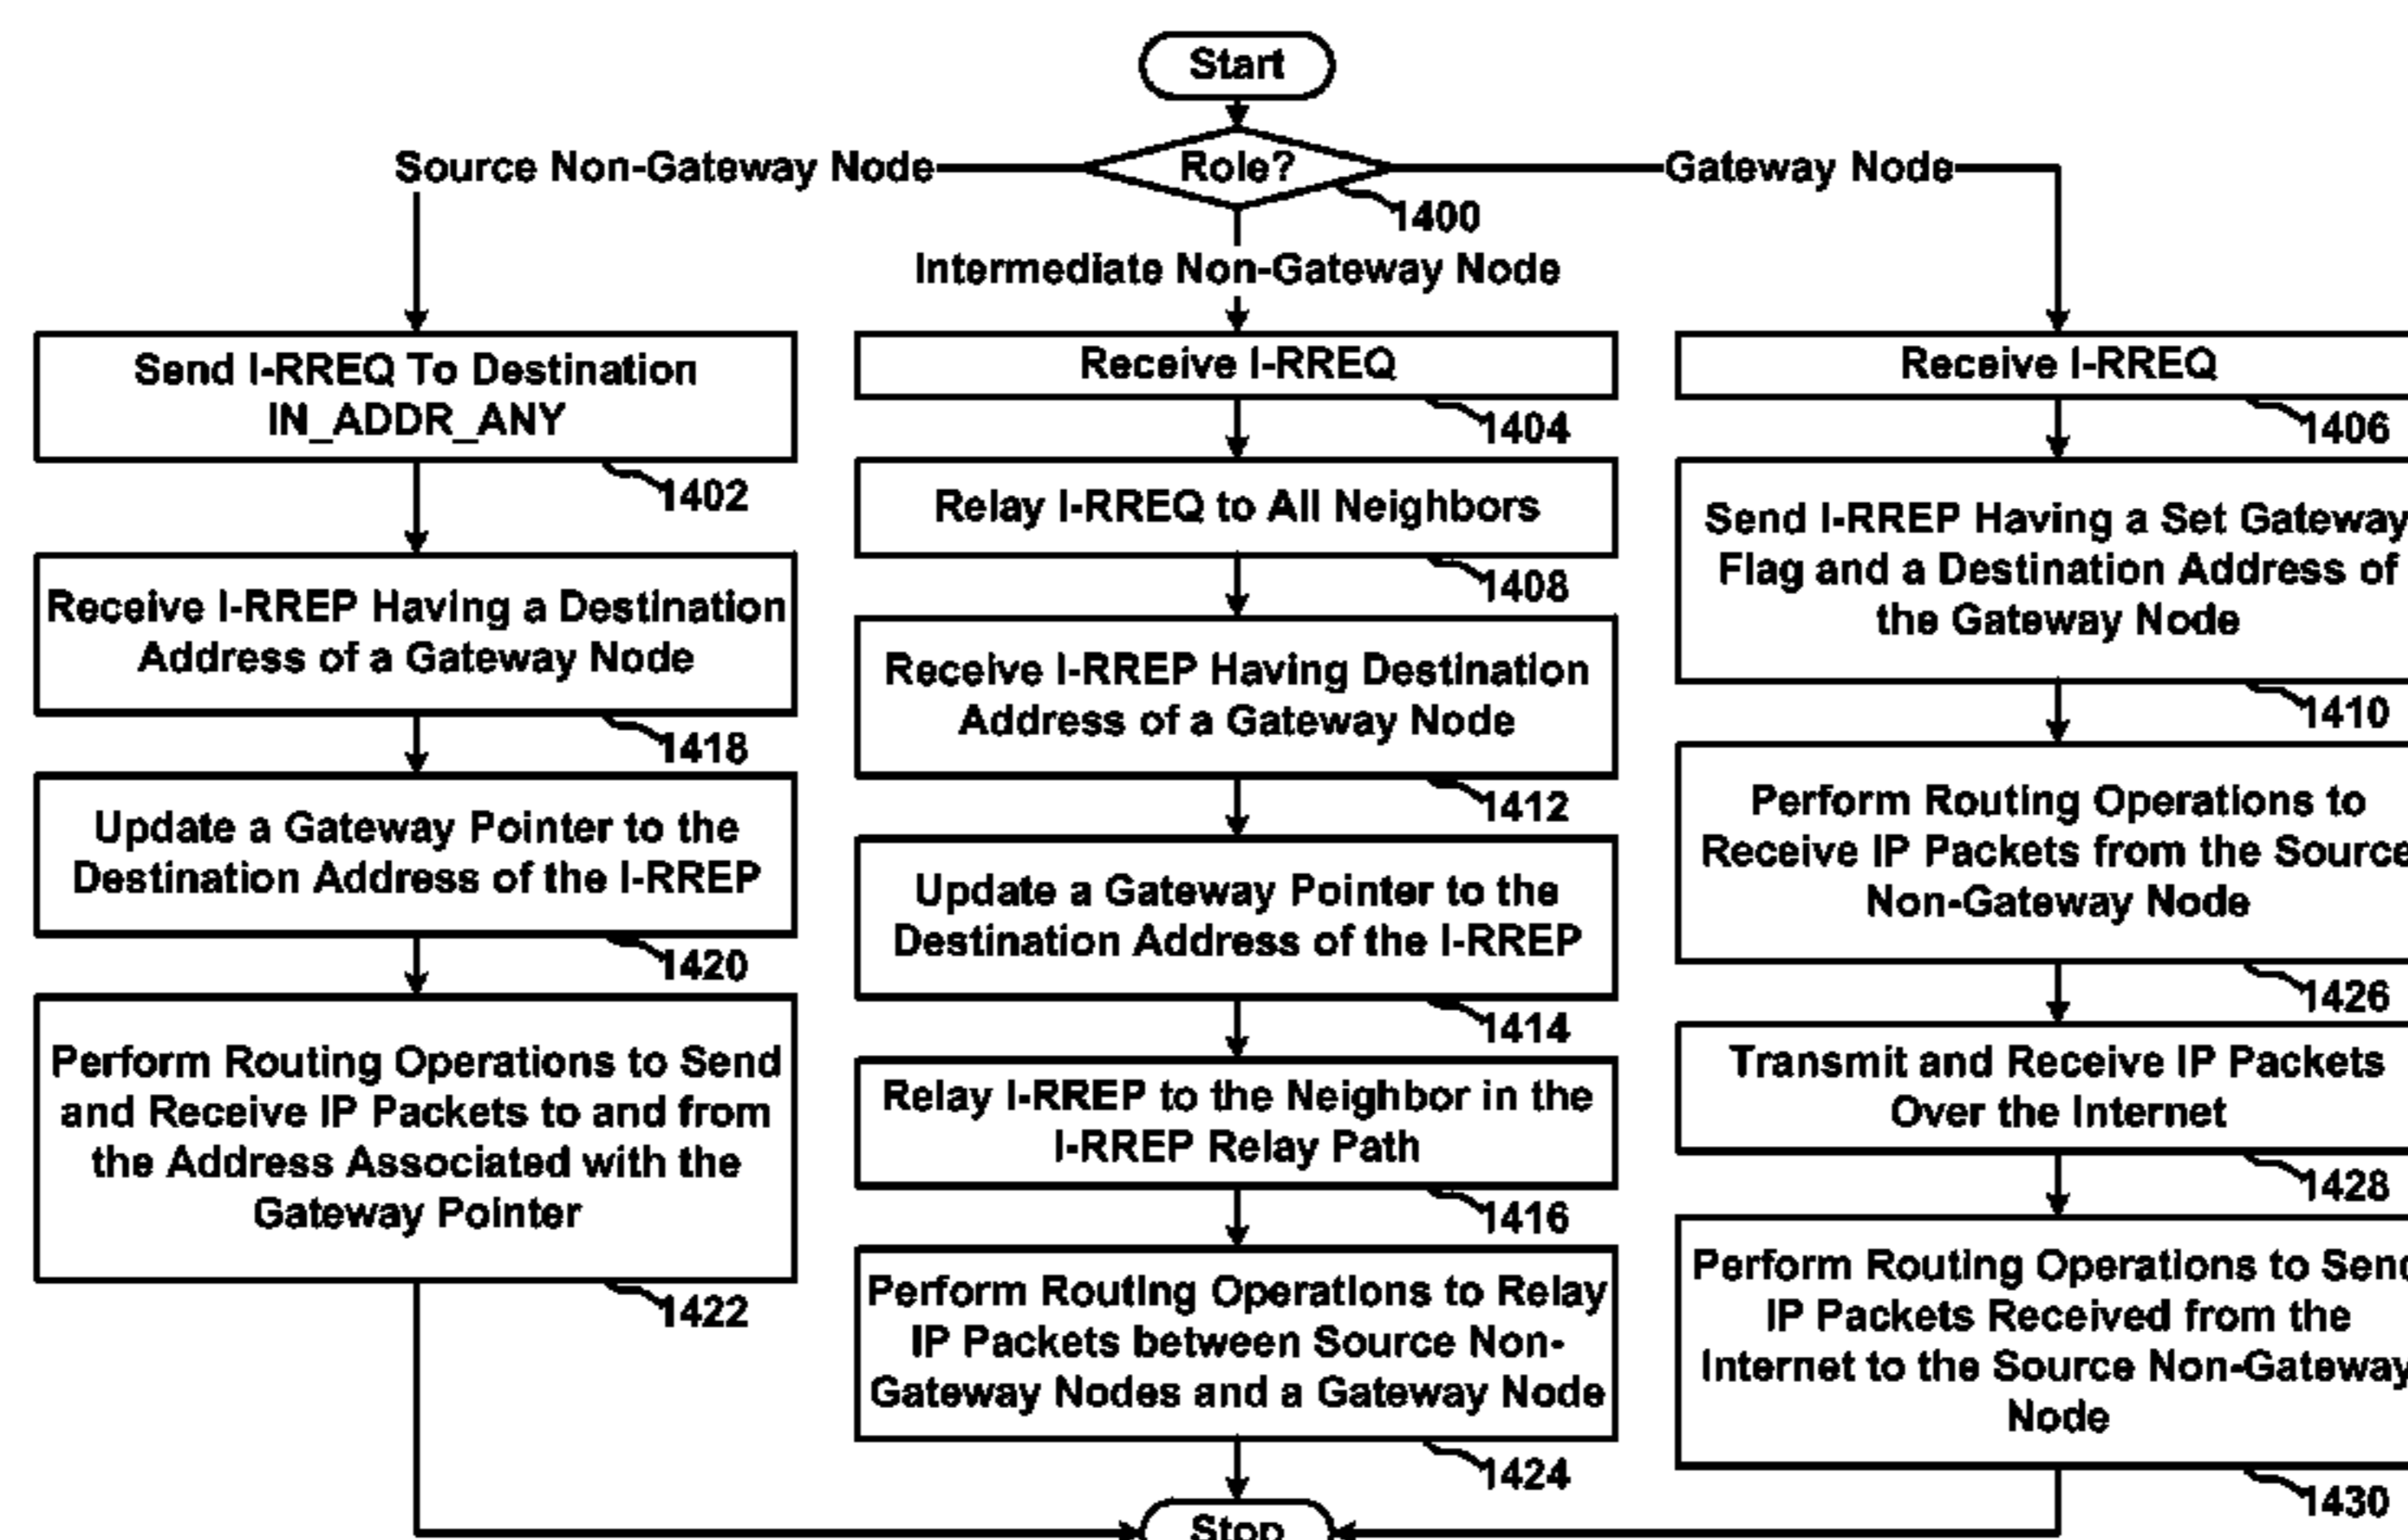 Start
Role?
1400
Source Non-Gateway Node
Intermediate Non-Gateway Node
Gateway Node
Send I-RREQ To Destination
IN_ADDR_ANY
1402
Receive I-RREP Having a Destination
Address of a Gateway Node
1418
Update a Gateway Pointer to the
Destination Address of the I-RREP
1420
Perform Routing Operations to Send
and Receive IP Packets to and from
the Address Associated with the
Gateway Pointer
1422
Receive I-RREQ
1404
Relay I-RREQ to All Neighbors
1408
Receive I-RREP Having Destination
Address of a Gateway Node
1412
Update a Gateway Pointer to the
Destination Address of the I-RREP
1414
Relay I-RREP to the Neighbor in the
I-RREP Relay Path
1416
Perform Routing Operations to Relay
IP Packets between Source Non-
Gateway Nodes and a Gateway Node
1424
Receive I-RREQ
1406
Send I-RREP Having a Set Gateway
Flag and a Destination Address of
the Gateway Node
1410
Perform Routing Operations to
Receive IP Packets from the Source
Non-Gateway Node
1426
Transmit and Receive IP Packets
Over the Internet
1428
Perform Routing Operations to Send
IP Packets Received from the
Internet to the Source Non-Gateway
Node
1430
Stop